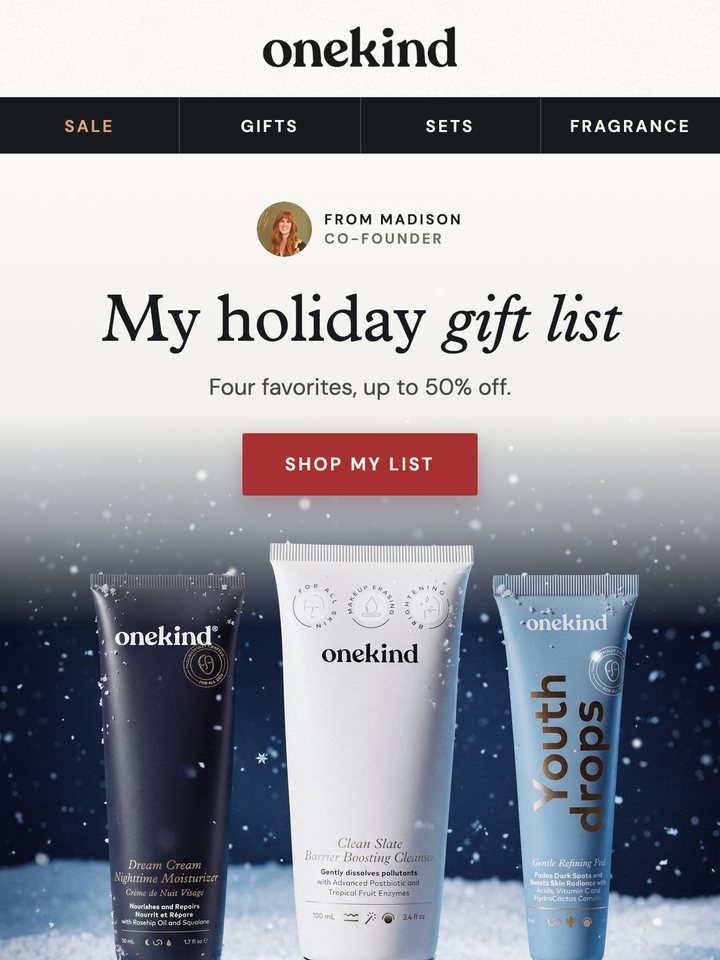 onekind
SALE
GIFTS
SETS
FRAGRANCE
FROM MADISON
CO-FOUNDER
My holiday gift list
Four favorites, up to 50% off.
SHOP MY LIST
onekind®
FOR ALL SKIN
Dream Cream
Nighttime Moisturizer
Crème de Nuit Visage
Nourishes and Repairs
Nourrit et Répare
with Rosehip Oil and Squalane
50 mL
1.7 fl oz
FOR ALL SKIN
MAKEUP ERASING
BRIGHTENING
onekind
Clean Slate
Barrier Boosting Cleanser
Gently dissolves pollutants
with Advanced Postbiotic and
Tropical Fruit Enzymes
100 mL
3.4 fl oz
onekind
Youth
drops
Gentle Refining Peel
Fades Dark Spots and
Boosts Skin Radiance with
Acids, Vitamin C and
HydraCactus Complex